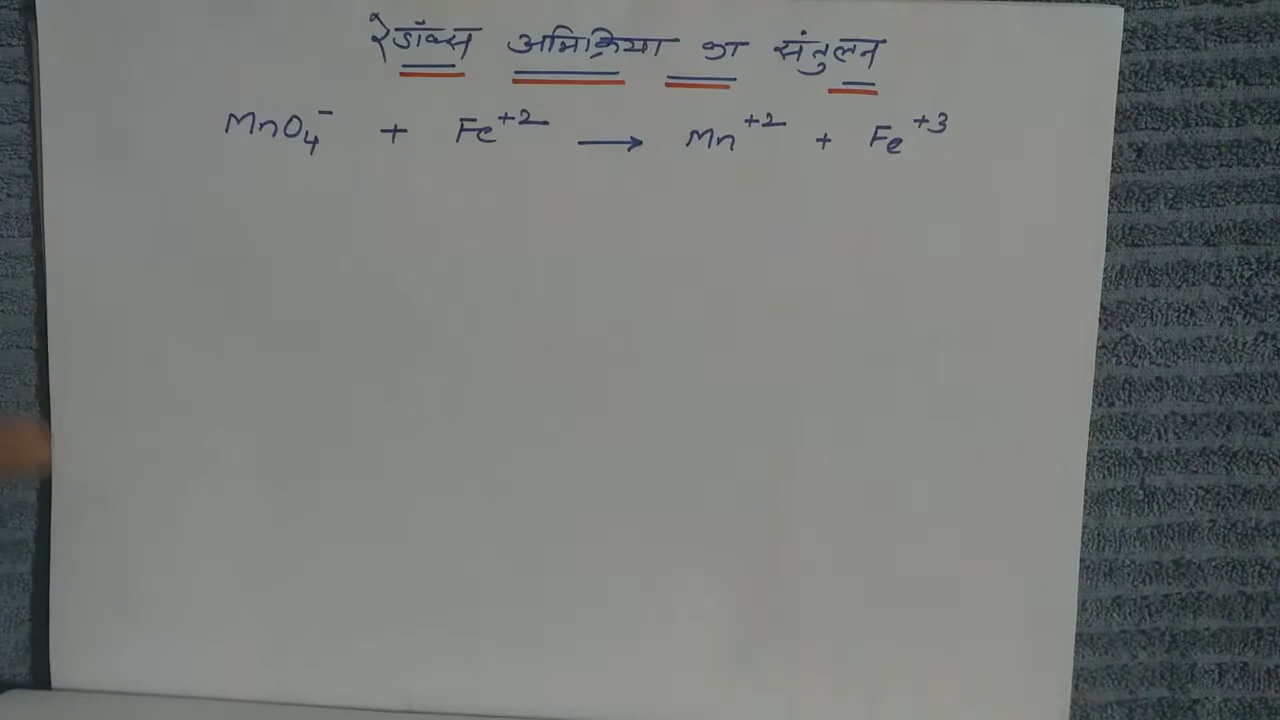 रेडॉक्स अभिक्रिया का संतुलन
MnO₄⁻ + Fe⁺² ⟶ Mn⁺² + Fe⁺³